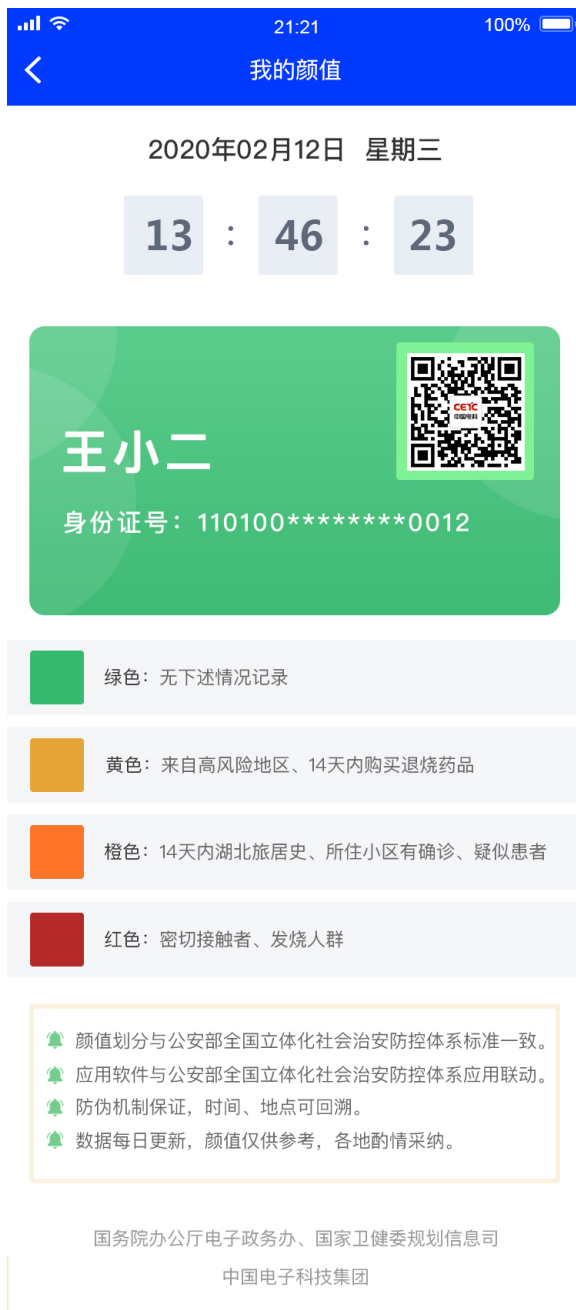 21:21
100%
我的颜值
2020年02月12日 星期三
13 : 46 : 23
CETC
中国电科
王小二
身份证号：110100********0012
绿色：无下述情况记录
黄色：来自高风险地区、14天内购买退烧药品
橙色：14天内湖北旅居史、所住小区有确诊、疑似患者
红色：密切接触者、发烧人群
颜值划分与公安部全国立体化社会治安防控体系标准一致。
应用软件与公安部全国立体化社会治安防控体系应用联动。
防伪机制保证，时间、地点可回溯。
数据每日更新，颜值仅供参考，各地酌情采纳。
国务院办公厅电子政务办、国家卫健委规划信息司
中国电子科技集团